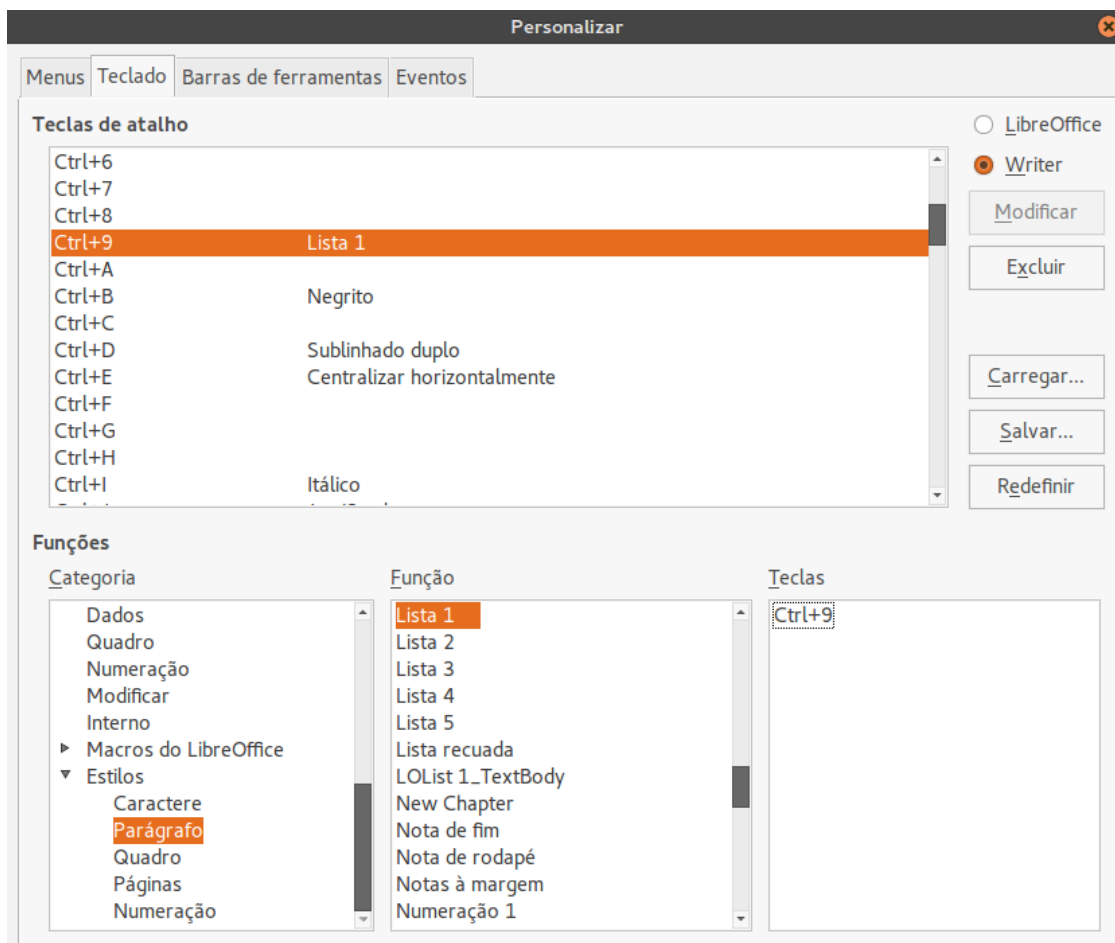 Personalizar
Menus Teclado Barras de ferramentas Eventos
Teclas de atalho
LibreOffice
Writer
Modificar
Excluir
Carregar...
Salvar...
Redefinir
Ctrl+6
Ctrl+7
Ctrl+8
Ctrl+9 Lista 1
Ctrl+A
Ctrl+B Negrito
Ctrl+C
Ctrl+D Sublinhado duplo
Ctrl+E Centralizar horizontalmente
Ctrl+F
Ctrl+G
Ctrl+H
Ctrl+I Itálico
Funções
Categoria
Dados
Quadro
Numeração
Modificar
Interno
Macros do LibreOffice
Estilos
Caractere
Parágrafo
Quadro
Páginas
Numeração
Função
Lista 1
Lista 2
Lista 3
Lista 4
Lista 5
Lista recuada
LOList 1_TextBody
New Chapter
Nota de fim
Nota de rodapé
Notas à margem
Numeração 1
Teclas
Ctrl+9